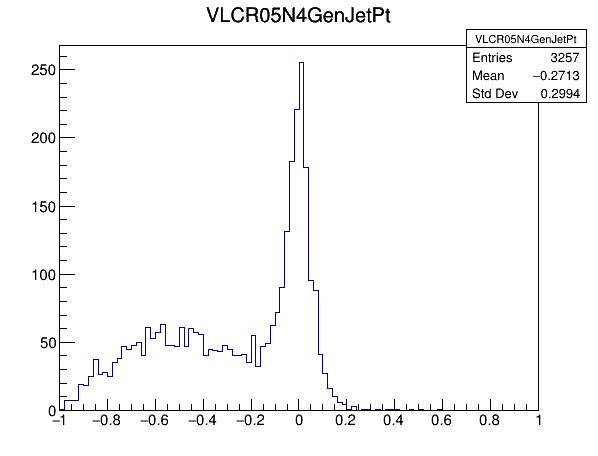 VLCR05N4GenJetPt
VLCR05N4GenJetPt
Entries 3257
Mean −0.2713
Std Dev 0.2994
250
200
150
100
50
0
−1 −0.8 −0.6 −0.4 −0.2 0 0.2 0.4 0.6 0.8 1